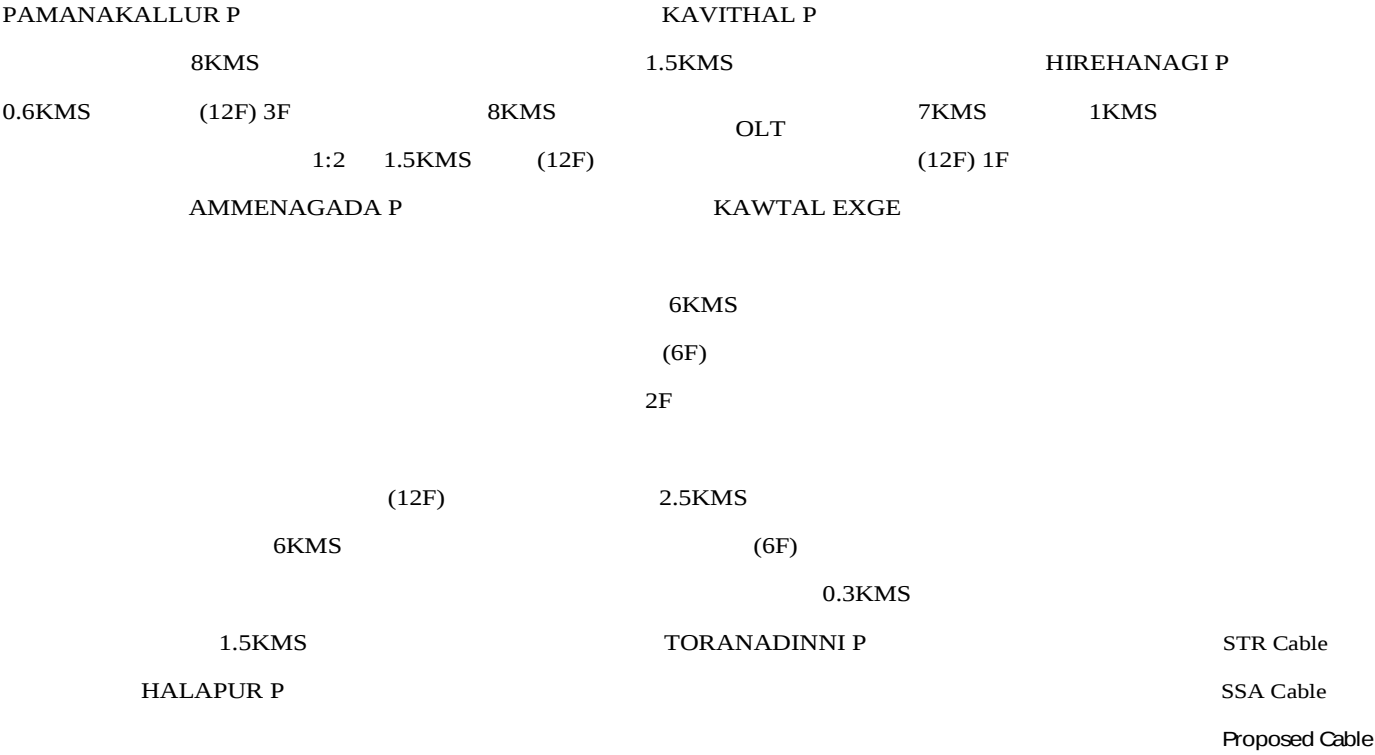 PAMANAKALLUR P KAVITHAL P
8KMS 1.5KMS HIREHANAGI P
0.6KMS (12F) 3F 8KMS 7KMS 1KMS
OLT
1:2 1.5KMS (12F) (12F) 1F
AMMENAGADA P KAWTAL EXGE
6KMS
(6F)
2F
(12F) 2.5KMS
6KMS (6F)
0.3KMS
1.5KMS TORANADINNI P STR Cable
HALAPUR P SSA Cable
Proposed Cable